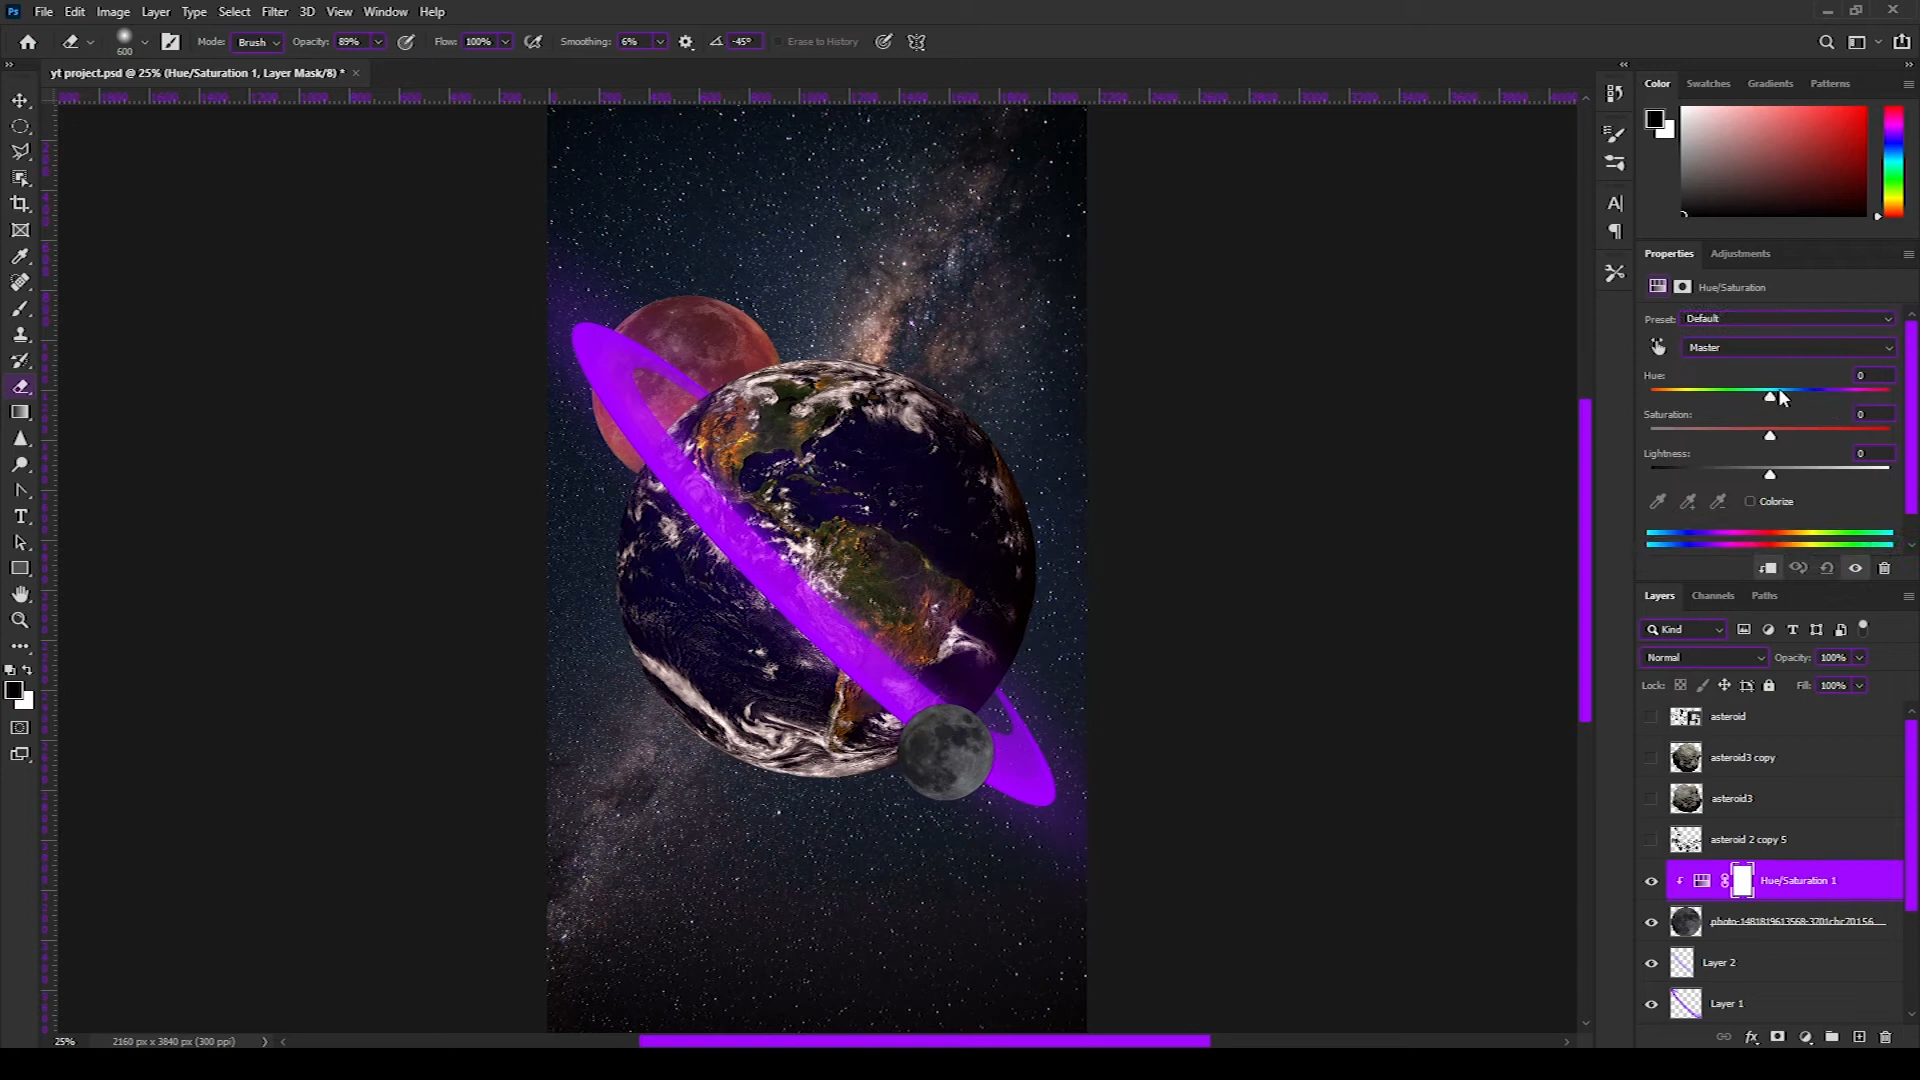 Ps File Edit Image Layer Type Select Filter 3D View Window Help
600 Mode: Brush Opacity: 89% Flow: 100% Smoothing: 6% -45° Erase to History
yt project.psd @ 25% (Hue/Saturation 1, Layer Mask/8) * ×
Color Swatches Gradients Patterns
Properties Adjustments
Hue/Saturation
Preset: Default
Master
Hue: 0
Saturation: 0
Lightness: 0
Colorize
Layers Channels Paths
Kind
Normal Opacity: 100%
Lock: Fill: 100%
asteroid
asteroid3 copy
asteroid3
asteroid 2 copy 5
Hue/Saturation 1
Layer 2
Layer 1
25% 2160 px x 3840 px (300 ppi)